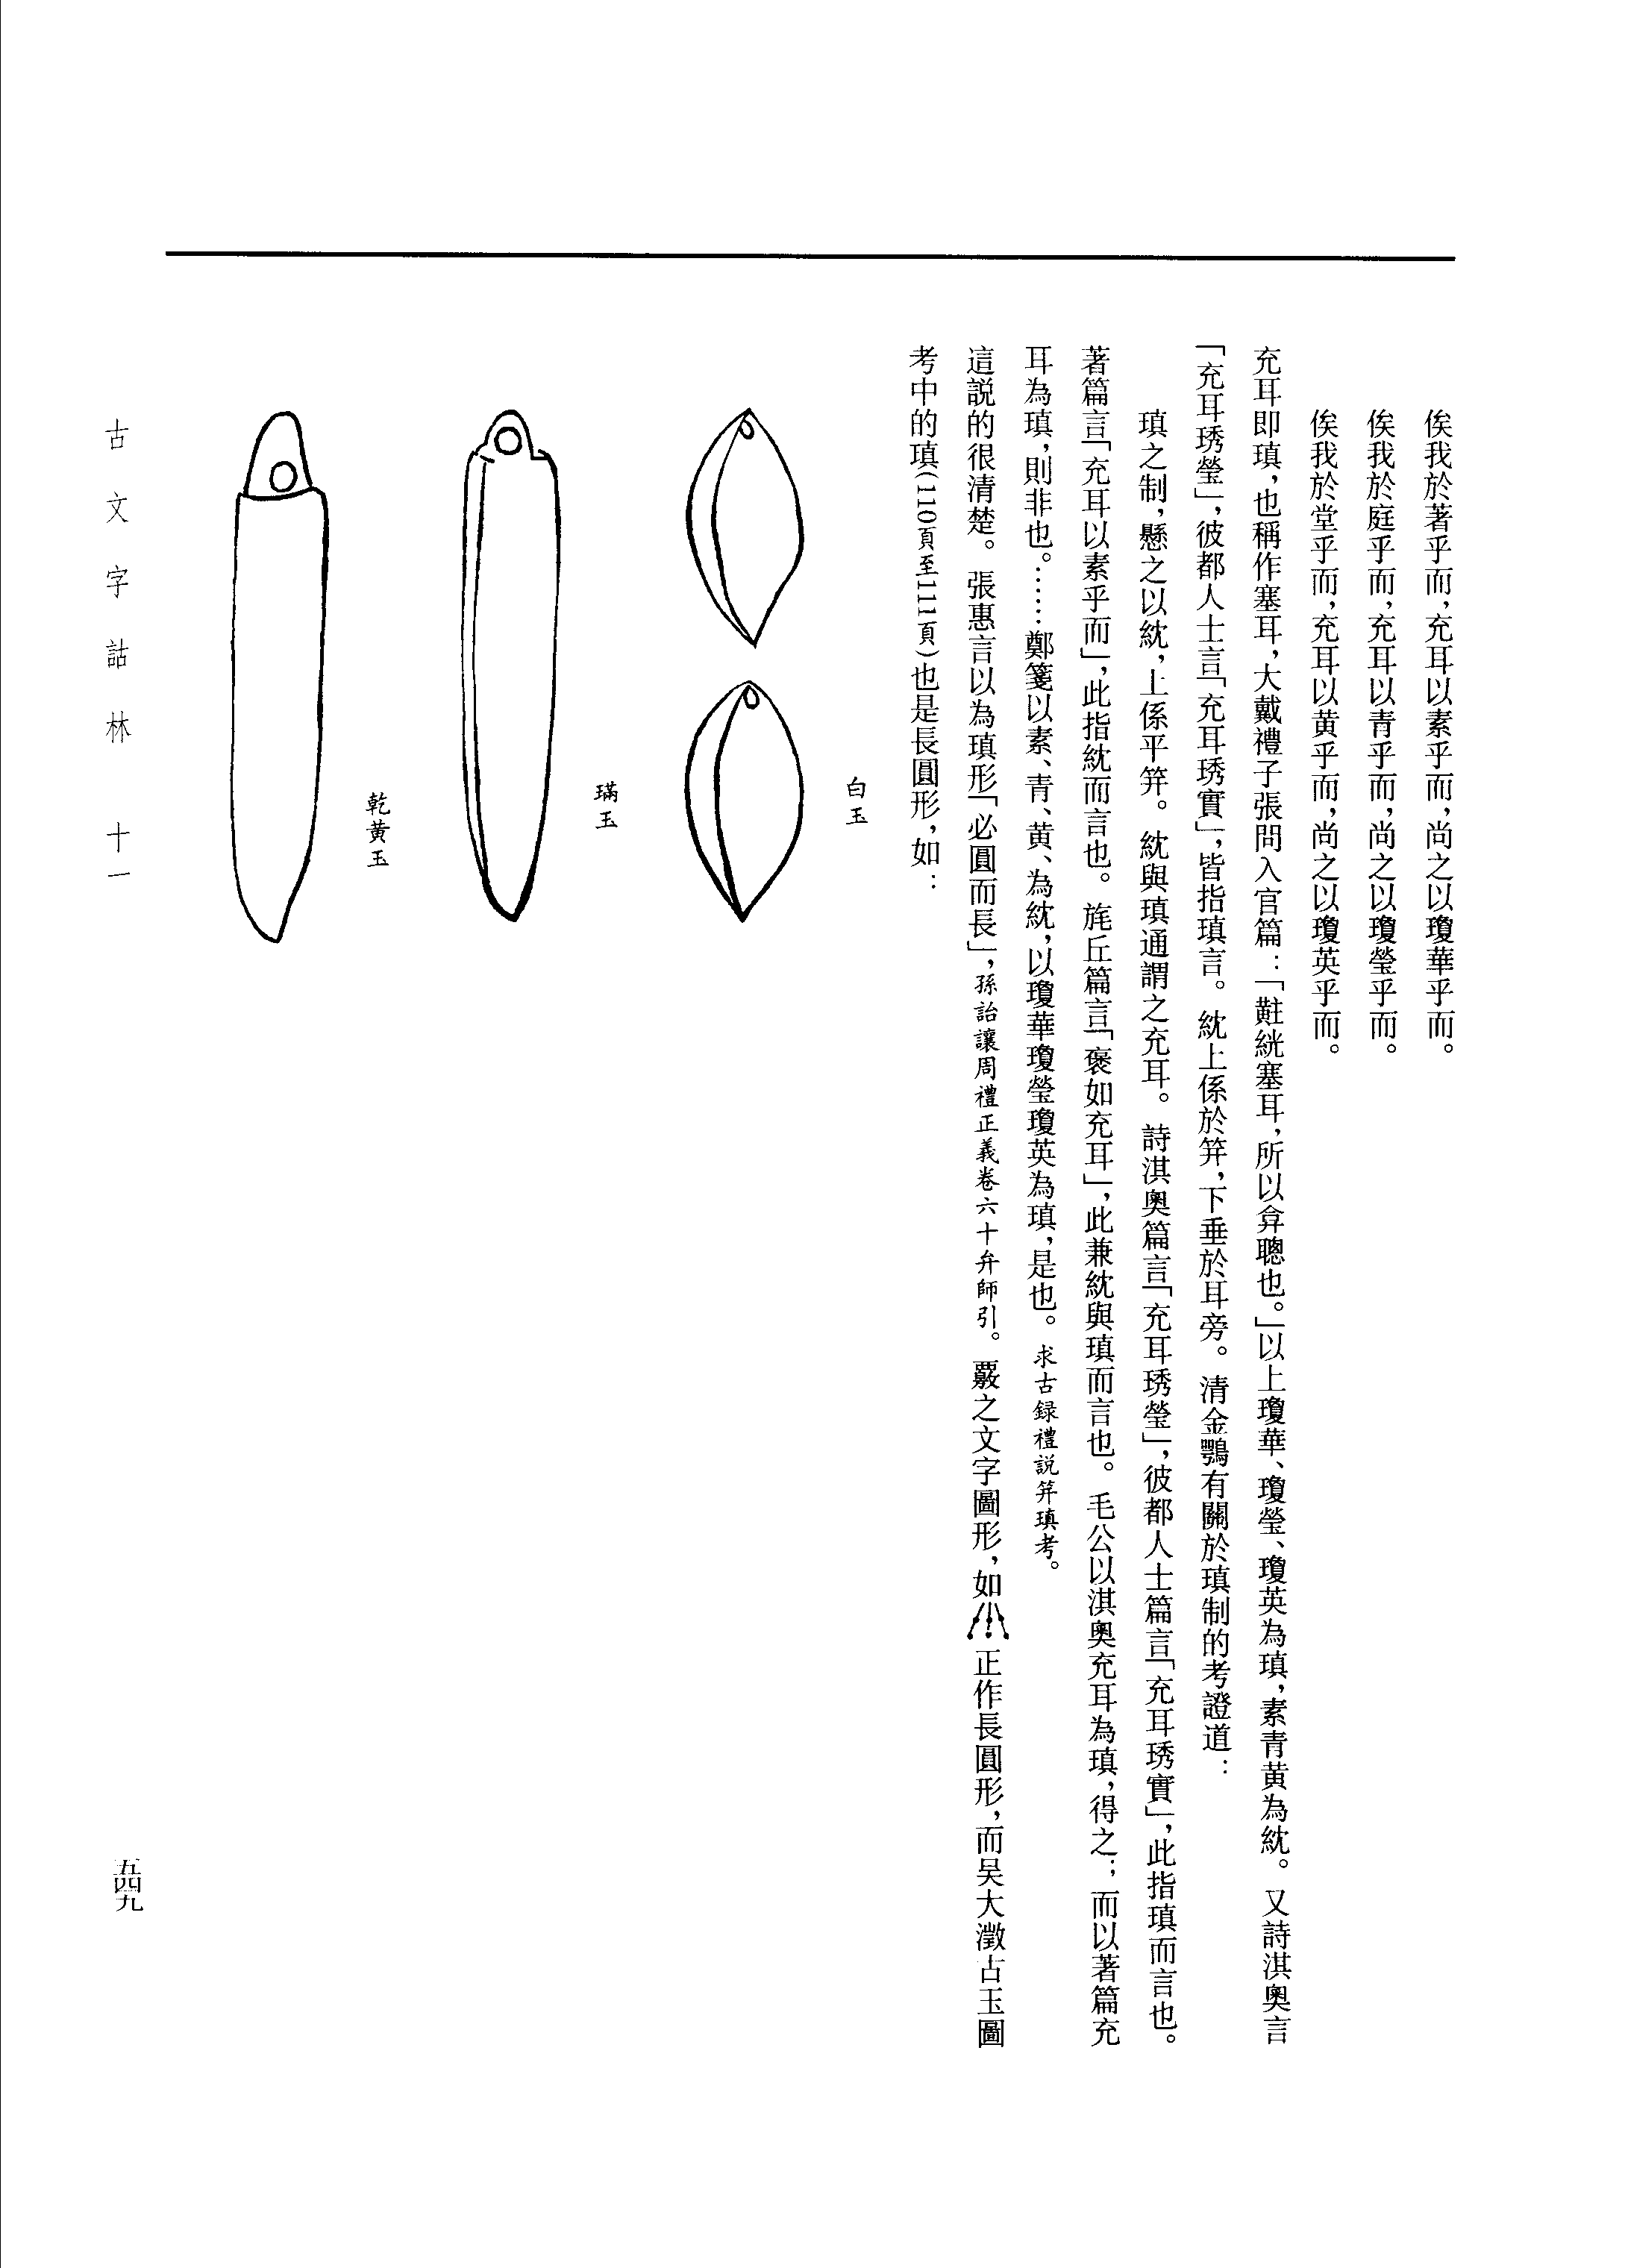 俟我於著乎而，充耳以素乎而，尚之以瓊華乎而。
俟我於庭乎而，充耳以青乎而，尚之以瓊瑩乎而。
俟我於堂乎而，充耳以黄乎而，尚之以瓊英乎而。
充耳即瑱，也稱作塞耳，大戴禮子張問入官篇：「黈絖塞耳，所以弇聰也。」以上瓊華、瓊瑩、瓊英為瑱，素青黄為紞。又詩淇奧言
「充耳琇瑩」，彼都人士言「充耳琇實」，皆指瑱言。紞上係於笄，下垂於耳旁。清金鶚有關於瑱制的考證道：
瑱之制，懸之以紞，上係平笄。紞與瑱通謂之充耳。詩淇奧篇言「充耳琇瑩」，彼都人士篇言「充耳琇實」，此指瑱而言也。
著篇言「充耳以素乎而」，此指紞而言也。旄丘篇言「褎如充耳」，此兼紞與瑱而言也。毛公以淇奧充耳為瑱，得之；而以著篇充
耳為瑱，則非也。……鄭箋以素、青、黄、為紞，以瓊華瓊瑩瓊英為瑱，是也。求古録禮説笄瑱考。
這説的很清楚。張惠言以為瑱形「必圓而長」，孫詒讓周禮正義卷六十弁師引。覈之文字圖形，如正作長圓形，而吴大澂古玉圖
考中的瑱（110頁至111頁）也是長圓形，如：
白玉
璊玉
乾黄玉
古文字詁林 十一
五四九